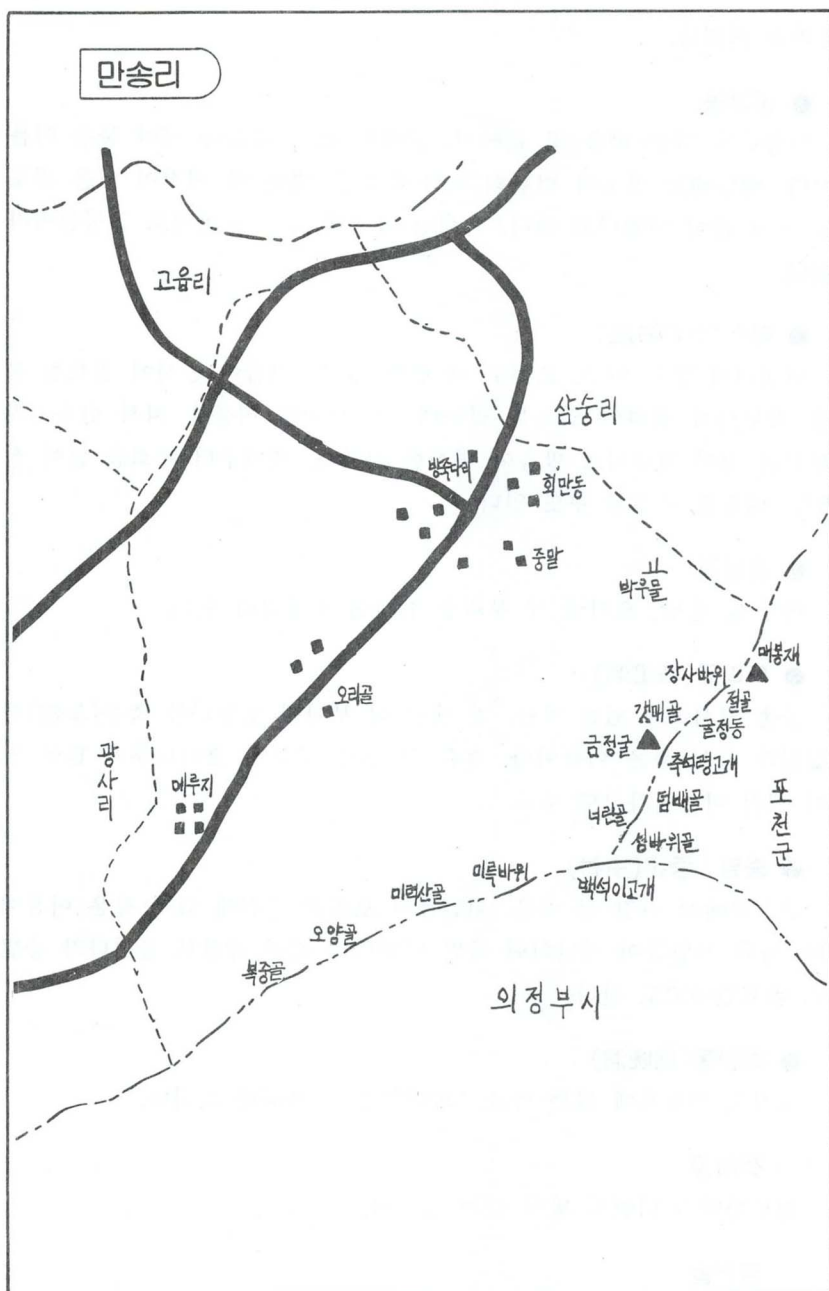 만송리
고읍리
삼숭리
방죽다리
회만동
중말
박우물
매봉재
장사바위
절골
갓매골
굴정동
금정굴
축석령고개
오리골
광사리
메루지
너란골
덤배골
포천군
섬바위골
미륵바위
백석이고개
미력산골
오양골
복중골
의정부시